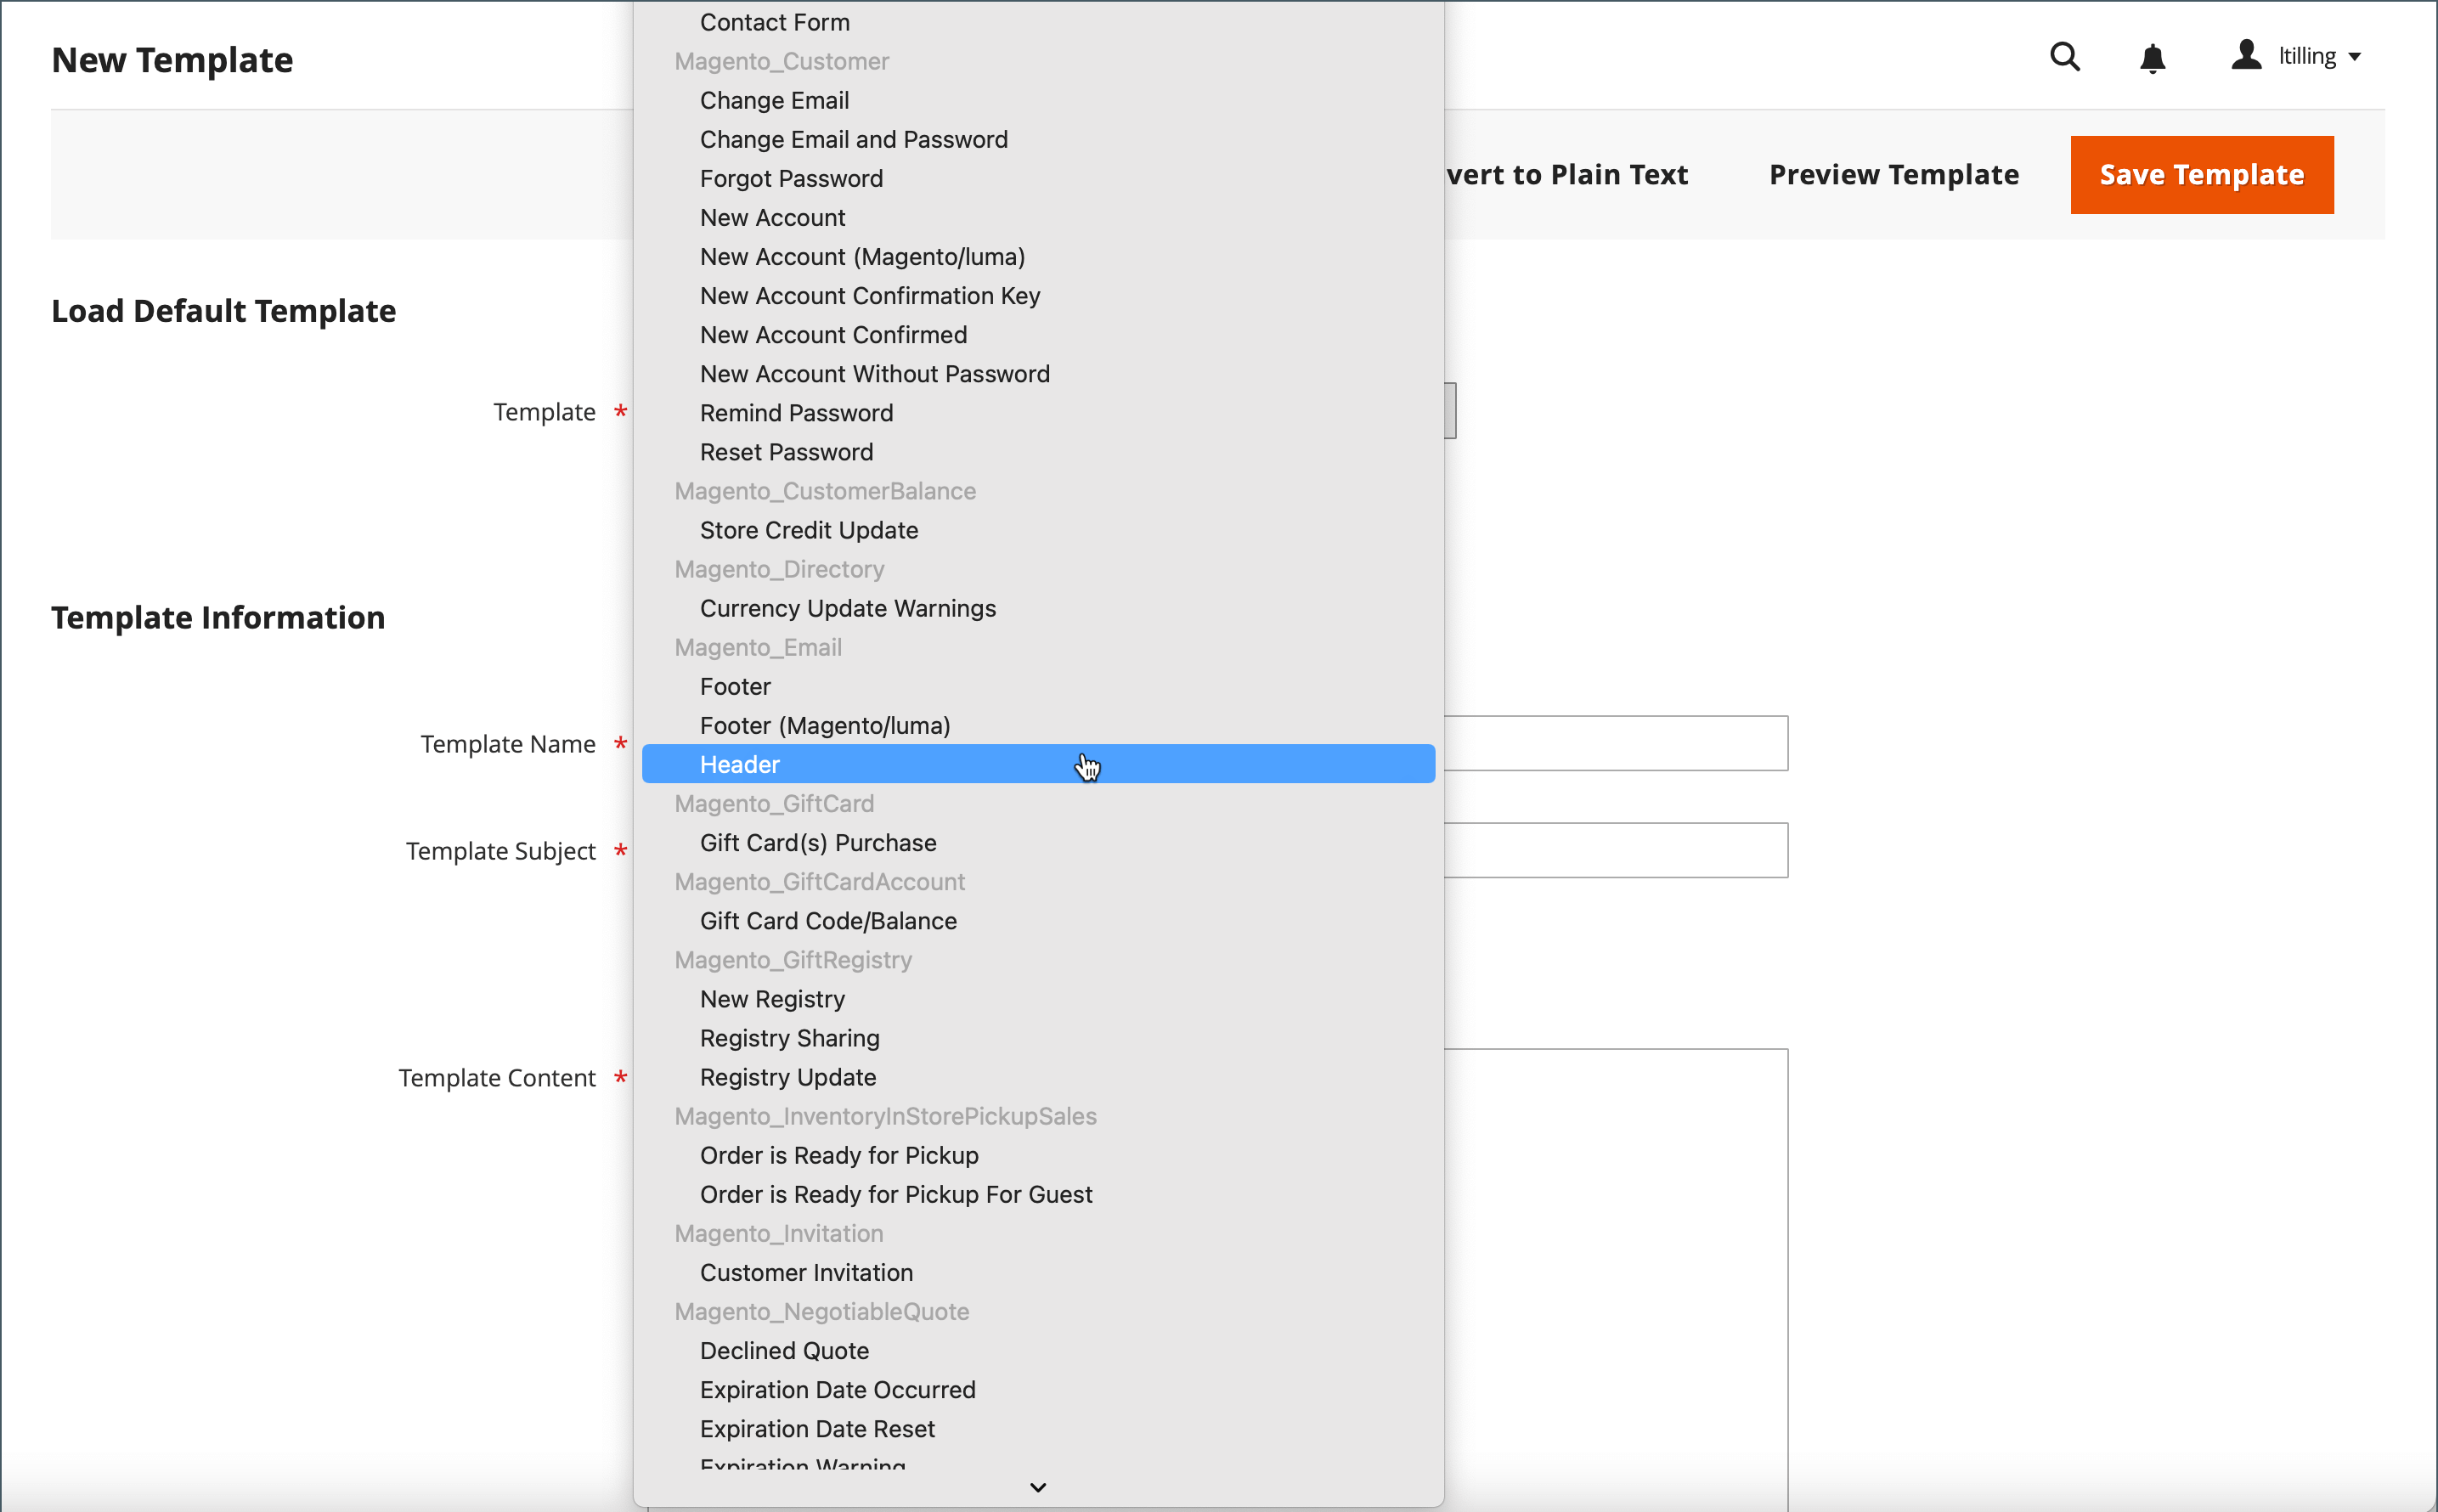 New Template
ltilling
vert to Plain Text
Preview Template
Save Template
Load Default Template
Template *
Template Information
Template Name *
Template Subject *
Template Content *
Contact Form
Magento_Customer
Change Email
Change Email and Password
Forgot Password
New Account
New Account (Magento/luma)
New Account Confirmation Key
New Account Confirmed
New Account Without Password
Remind Password
Reset Password
Magento_CustomerBalance
Store Credit Update
Magento_Directory
Currency Update Warnings
Magento_Email
Footer
Footer (Magento/luma)
Header
Magento_GiftCard
Gift Card(s) Purchase
Magento_GiftCardAccount
Gift Card Code/Balance
Magento_GiftRegistry
New Registry
Registry Sharing
Registry Update
Magento_InventoryInStorePickupSales
Order is Ready for Pickup
Order is Ready for Pickup For Guest
Magento_Invitation
Customer Invitation
Magento_NegotiableQuote
Declined Quote
Expiration Date Occurred
Expiration Date Reset
Expiration Warning